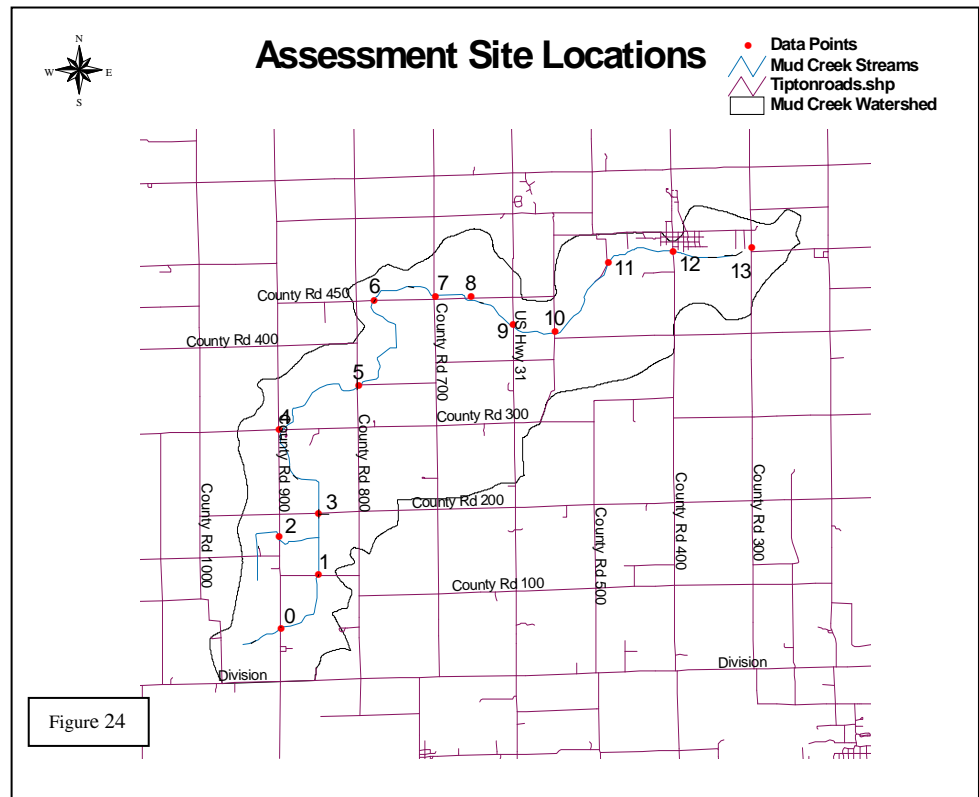 N
W
E
S
Assessment Site Locations
Data Points
Mud Creek Streams
Tiptonroads.shp
Mud Creek Watershed
11
12
13
6
7
8
County Rd 450
9
10
US Hwy 31
County Rd 700
County Rd 400
5
4
County Rd 300
County Rd 900
County Rd 800
3
County Rd 200
2
County Rd 1000
County Rd 500
County Rd 400
County Rd 300
1
County Rd 100
0
Division
Division
Figure 24